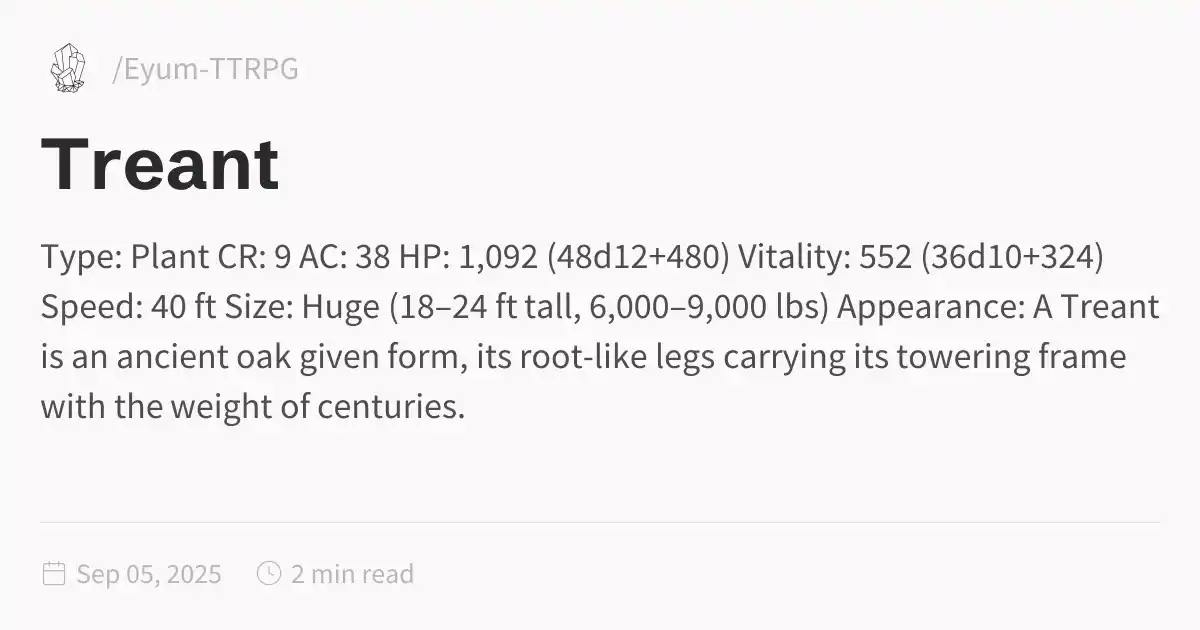 /Eyum-TTRPG
Treant
Type: Plant CR: 9 AC: 38 HP: 1,092 (48d12+480) Vitality: 552 (36d10+324)
Speed: 40 ft Size: Huge (18–24 ft tall, 6,000–9,000 lbs) Appearance: A Treant
is an ancient oak given form, its root-like legs carrying its towering frame
with the weight of centuries.
Sep 05, 2025 2 min read